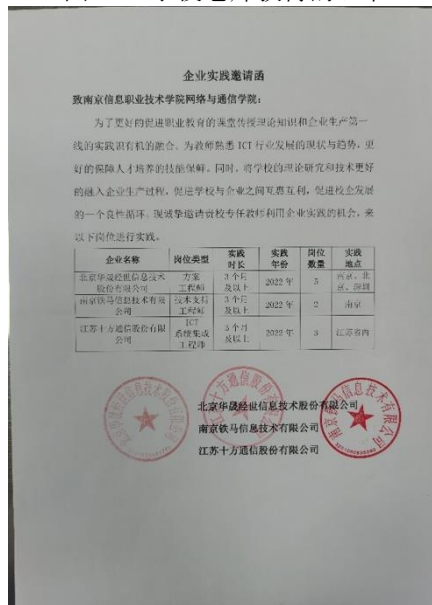 企业实践邀请函
致南京信息职业技术学院网络与通信学院：
为了更好的促进职业教育的课堂传授理论知识和企业生产第一
线的实践识有机的融合、为教师熟悉 ICT 行业发展的现状与趋势，更
好的保障人才培养的技能保鲜。同时，将学校的理论研究和技术更好
的融入企业生产过程，促进学校与企业之间互惠互利，促进校企发展
的一个良性循环。现诚挚邀请贵校专任教师利用企业实践的机会，来
以下岗位进行实践。
企业名称 岗位类型 实践时长 实践年份 岗位数量 实践地点
北京华晟经世信息技术股份有限公司 方案工程师 3 个月及以上 2022 年 5 南京、北京、深圳
南京铁马信息技术有限公司 技术支持工程师 3 个月及以上 2022 年 2 南京
江苏十方通信股份有限公司 ICT系统集成工程师 3 个月及以上 2022 年 3 江苏省内
北京华晟经世信息技术股份有限公司
南京铁马信息技术有限公司
江苏十方通信股份有限公司